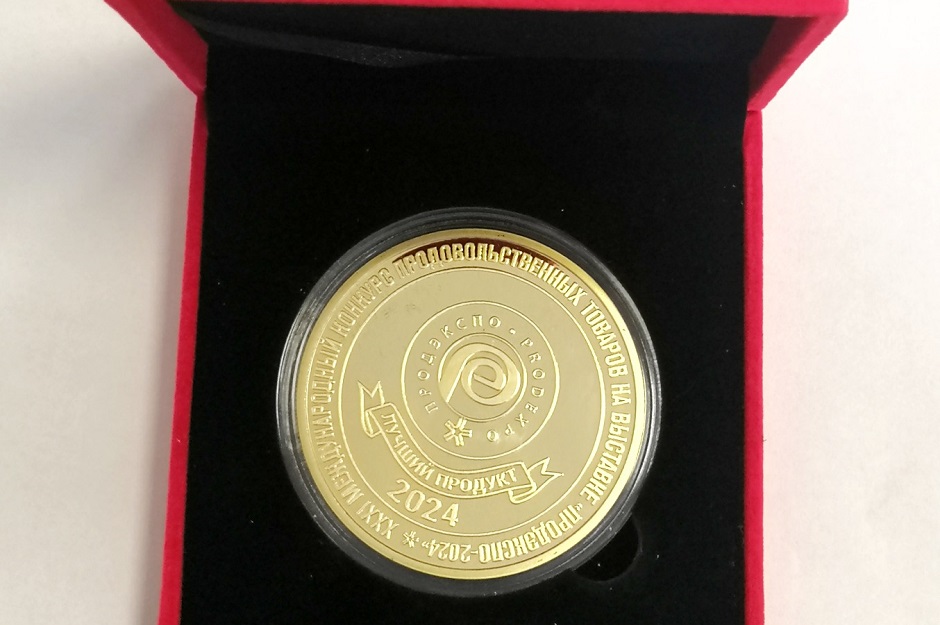 XXXI МЕЖДУНАРОДНЫЙ КОНКУРС ПРОДОВОЛЬСТВЕННЫХ ТОВАРОВ НА ВЫСТАВКЕ "ПРОДЭКСПО-2024"
ПРОДЭКСПО - PRODEXPO
ЛУЧШИЙ ПРОДУКТ
2024